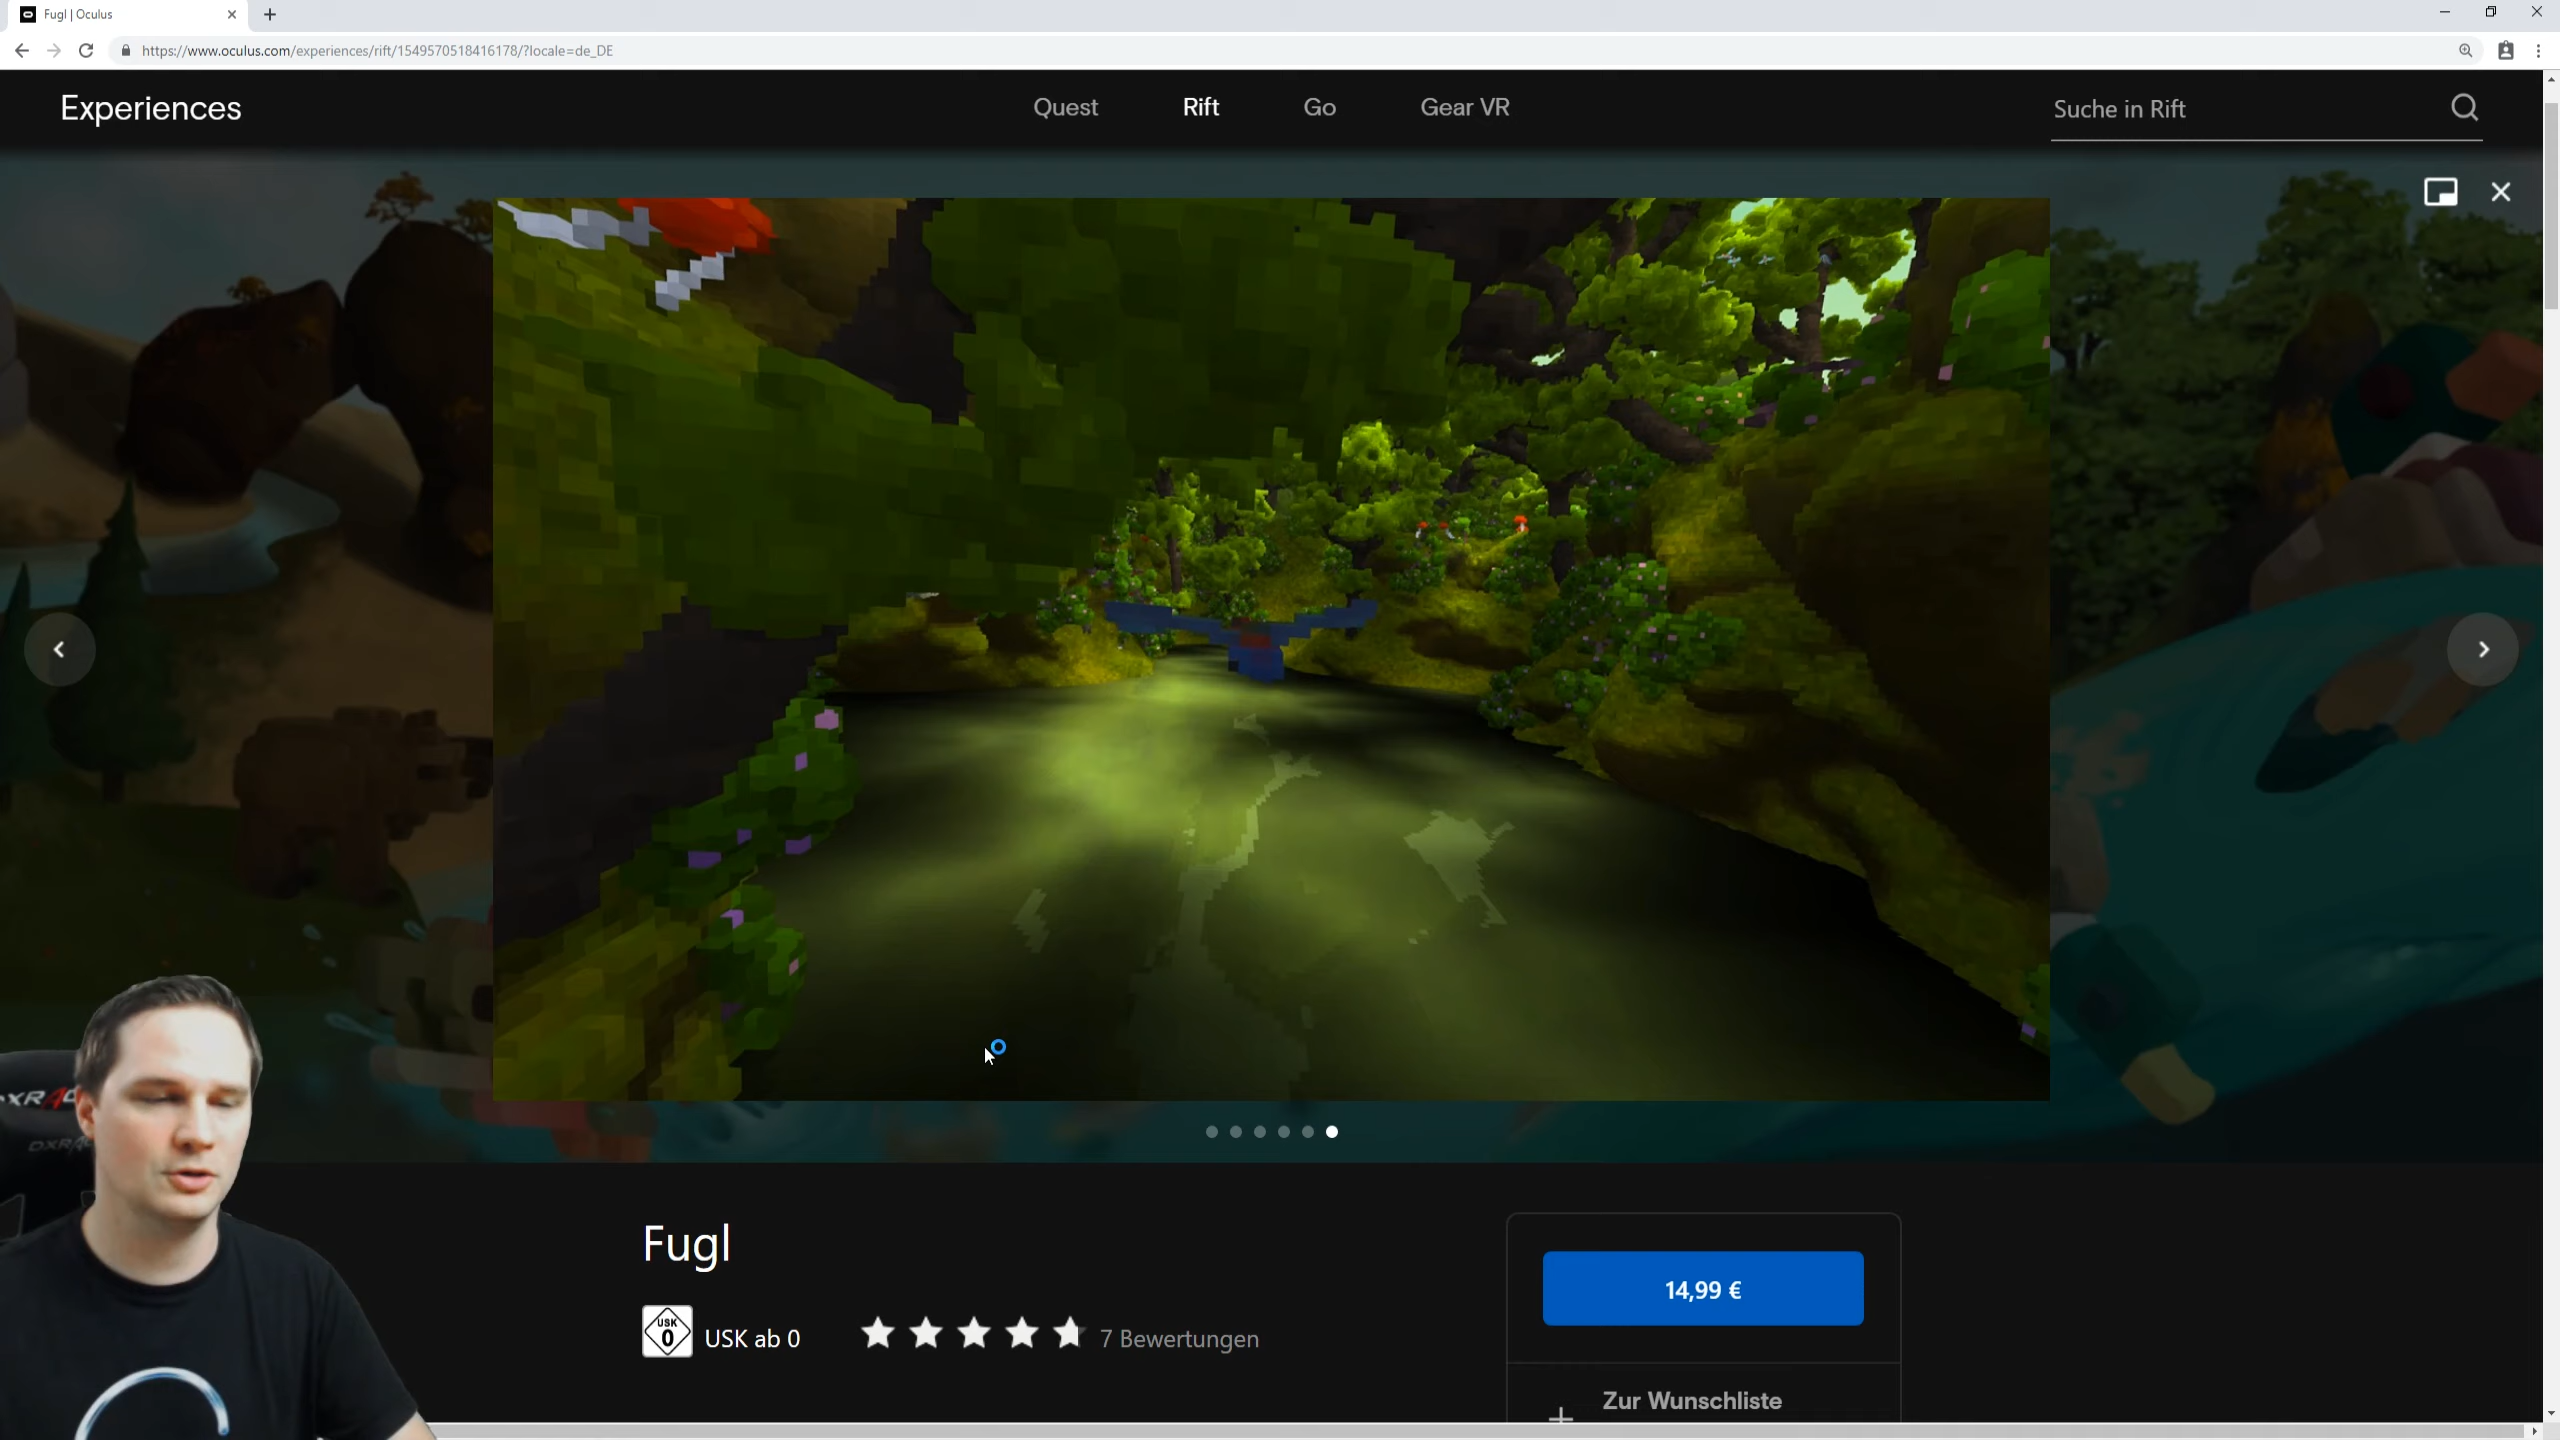 Fugl | Oculus
https://www.oculus.com/experiences/rift/1549570518416178/?locale=de_DE
Experiences
Quest
Rift
Go
Gear VR
Suche in Rift
Fugl
USK
0
USK ab 0
7 Bewertungen
14,99 €
Zur Wunschliste